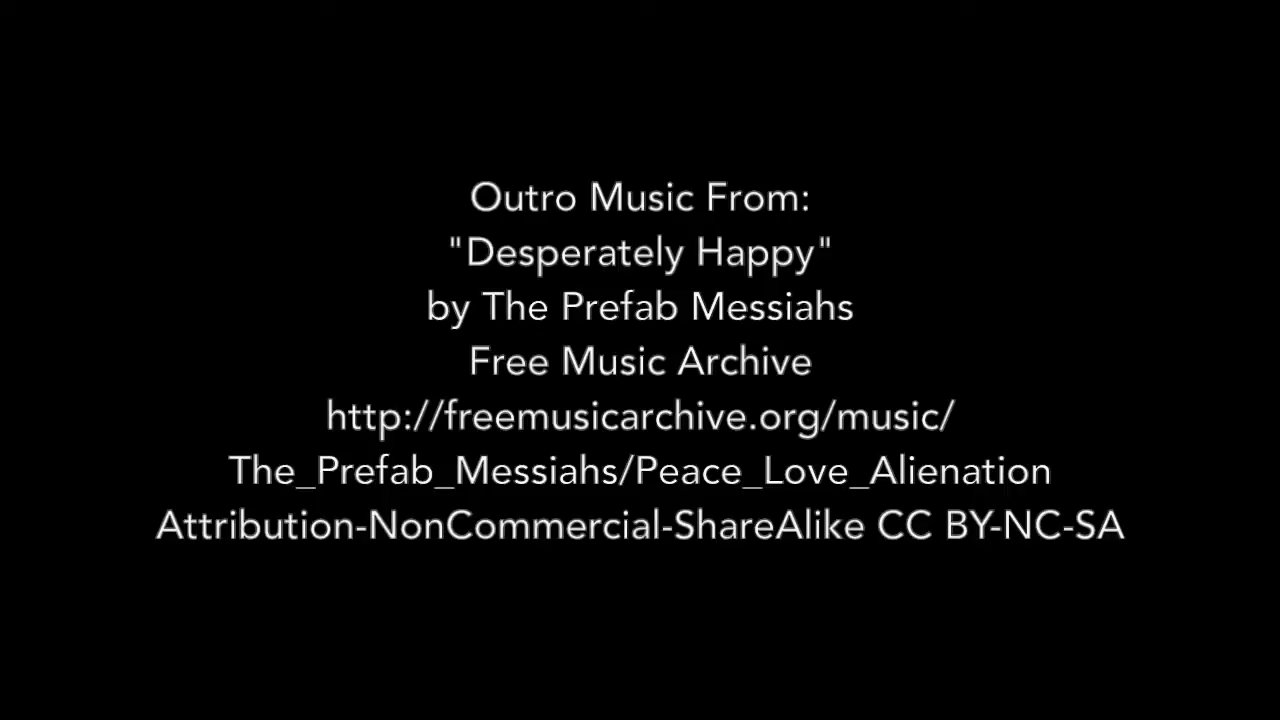 Outro Music From:
"Desperately Happy"
by The Prefab Messiahs
Free Music Archive
http://freemusicarchive.org/music/
The_Prefab_Messiahs/Peace_Love_Alienation
Attribution-NonCommercial-ShareAlike CC BY-NC-SA